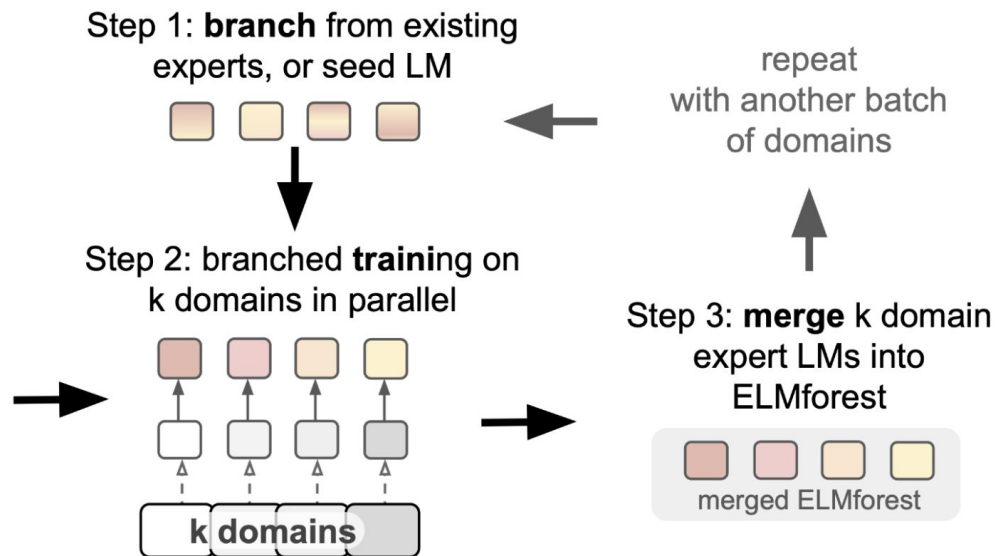 Step 1: branch from existing
experts, or seed LM
repeat
with another batch
of domains
Step 2: branched training on
k domains in parallel
k domains
Step 3: merge k domain
expert LMs into
ELMforest
merged ELMforest